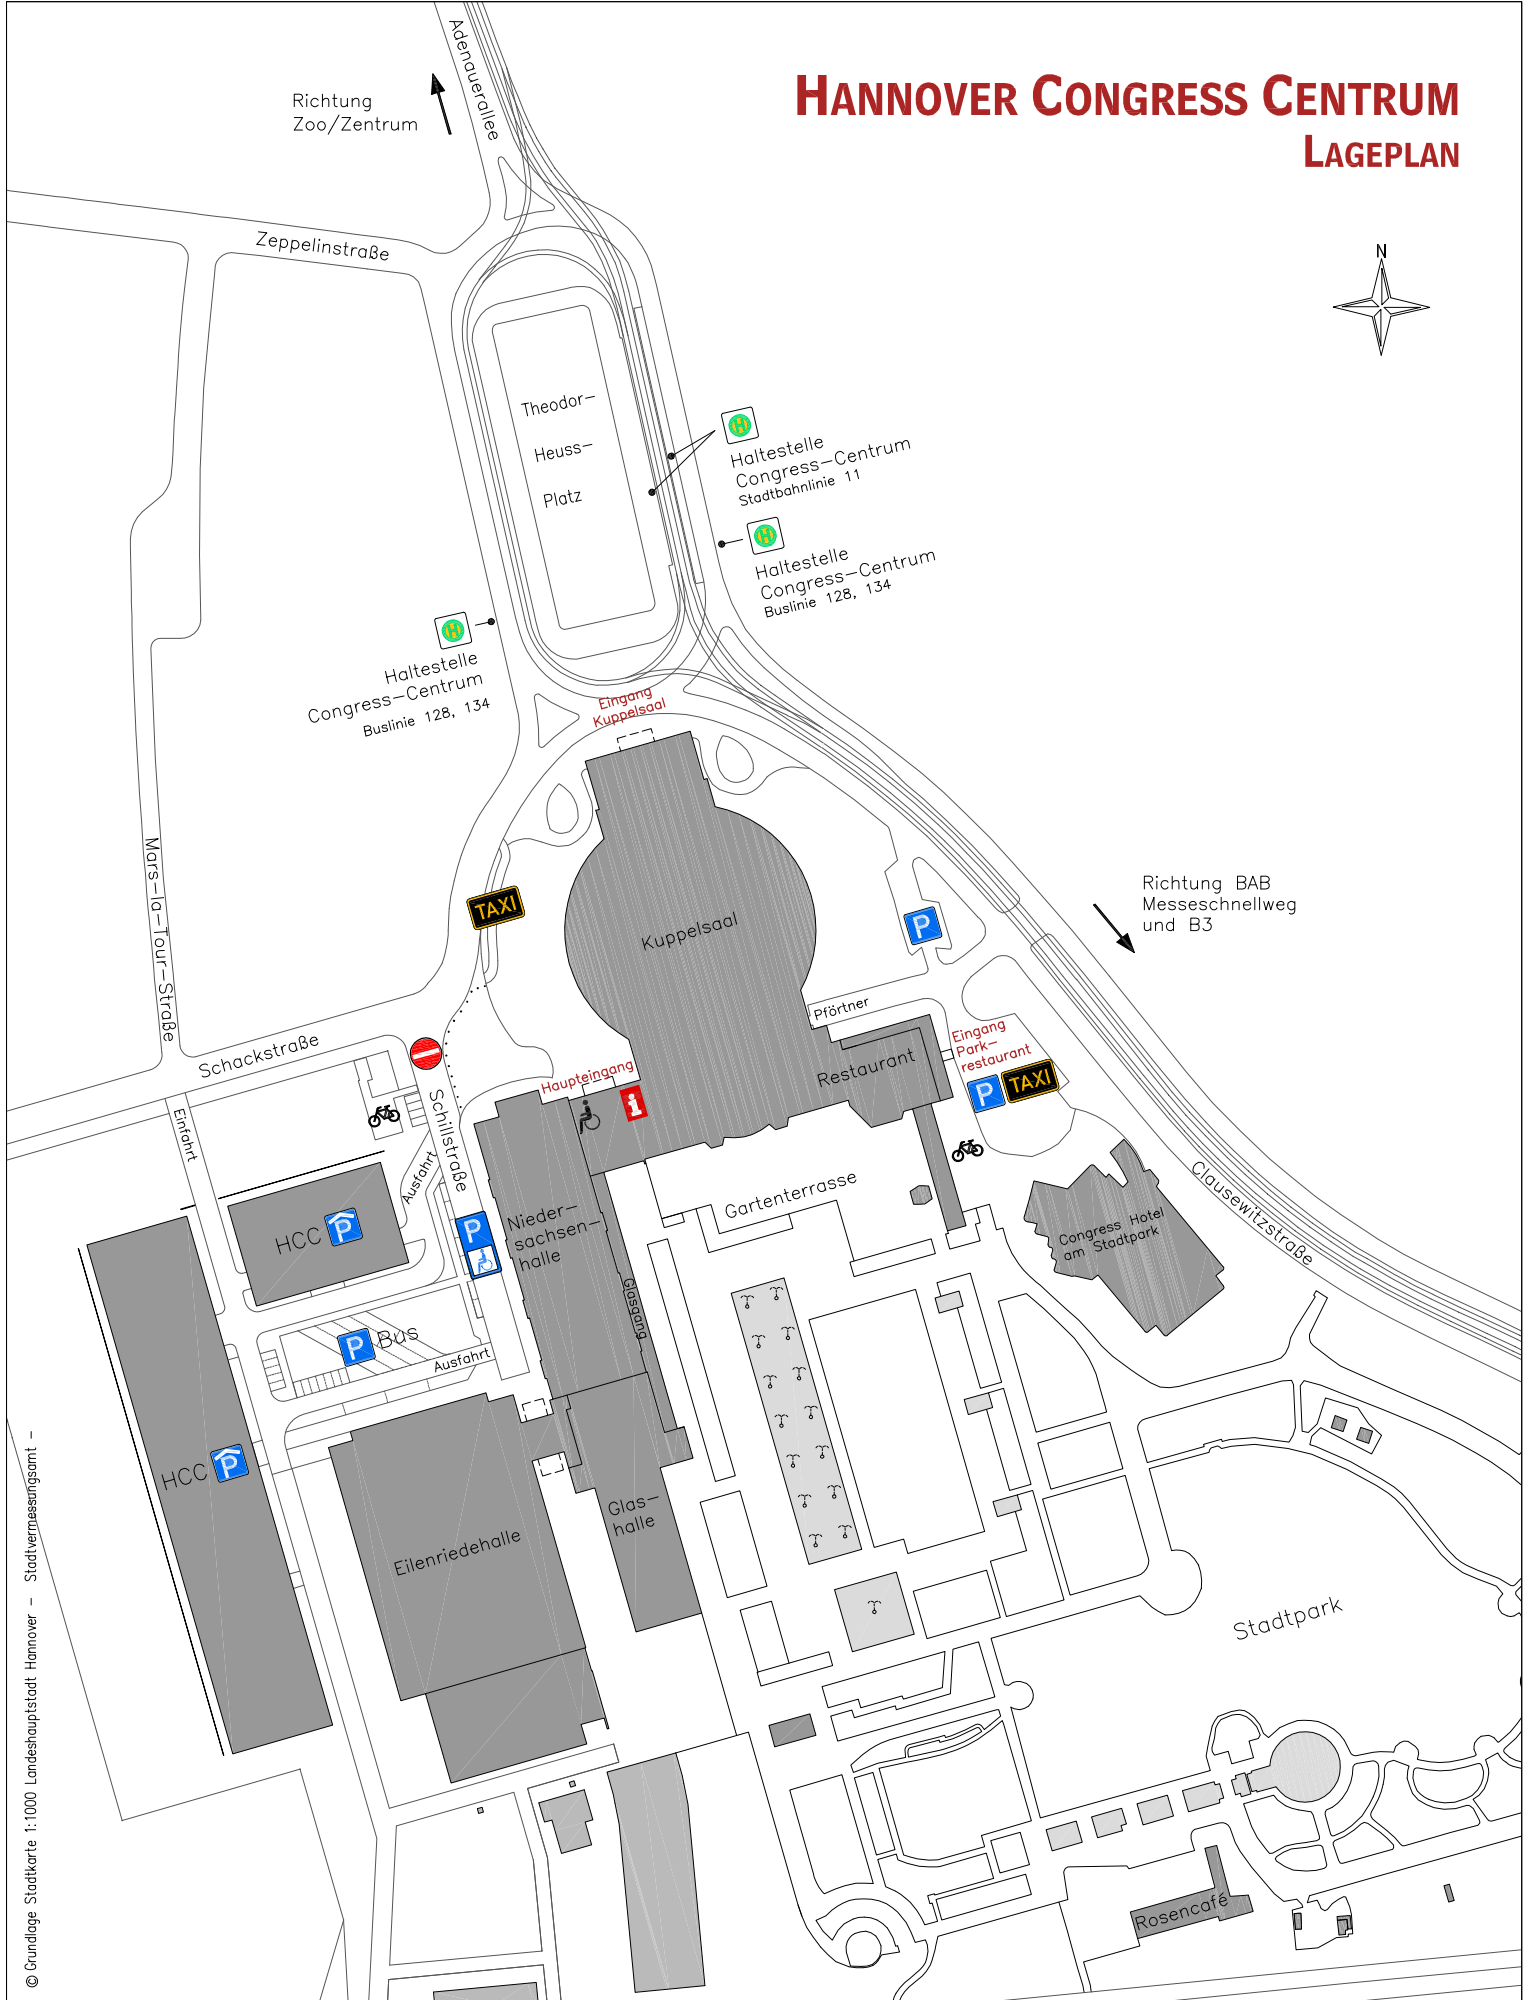 HANNOVER CONGRESS CENTRUM
LAGEPLAN
Adenauerallee
Richtung
Zoo/Zentrum
Zeppelinstraße
N
Theodor-
Heuss-
Platz
H
Haltestelle
Congress-Centrum
Stadtbahnlinie 11
H
Haltestelle
Congress-Centrum
Buslinie 128, 134
H
Haltestelle
Congress-Centrum
Buslinie 128, 134
Eingang
Kuppelsaal
Mars-la-Tour-Straße
TAXI
Kuppelsaal
P
Richtung BAB
Messeschnellweg
und B3
Pförtner
Eingang
Park-
restaurant
Restaurant
P
TAXI
Schackstraße
Haupteingang
i
Einfahrt
Schillstraße
Ausfahrt
Gartenterrasse
Clausewitzstraße
Congress Hotel
am Stadtpark
HCC P
P
Nieder-
sachsen-
halle
Glasgang
P Bus
Ausfahrt
HCC P
Glas-
halle
Eilenriedehalle
Stadtpark
Rosencafé
© Grundlage Stadtkarte 1:1000 Landeshauptstadt Hannover - Stadtvermessungsamt -